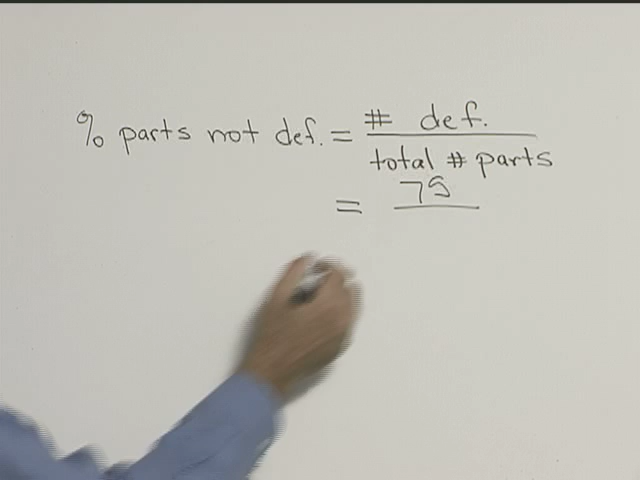 % parts not def. = # def.
total # parts
= 75